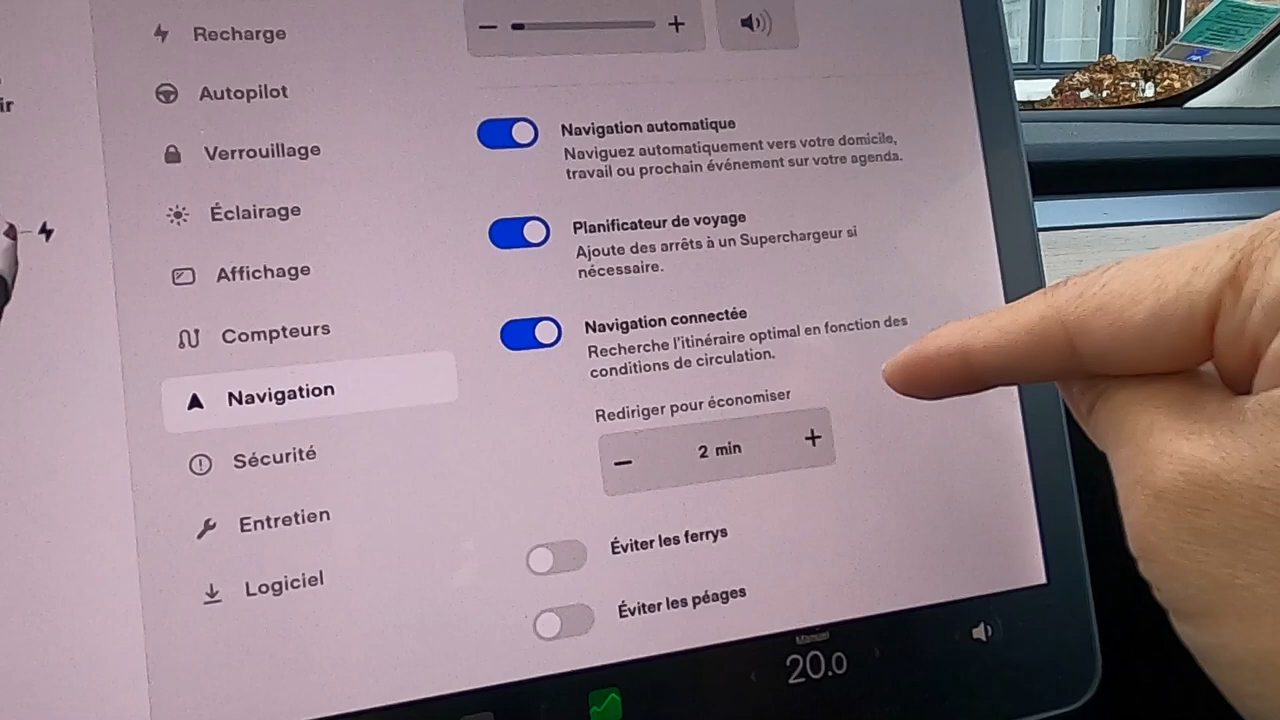 ir
Recharge
Autopilot
Verrouillage
Éclairage
Affichage
Compteurs
Navigation
Sécurité
Entretien
Logiciel
− +
Navigation automatique
Naviguez automatiquement vers votre domicile,
travail ou prochain événement sur votre agenda.
Planificateur de voyage
Ajoute des arrêts à un Superchargeur si
nécessaire.
Navigation connectée
Recherche l'itinéraire optimal en fonction des
conditions de circulation.
Rediriger pour économiser
− 2 min +
Éviter les ferrys
Éviter les péages
Manuel
20.0